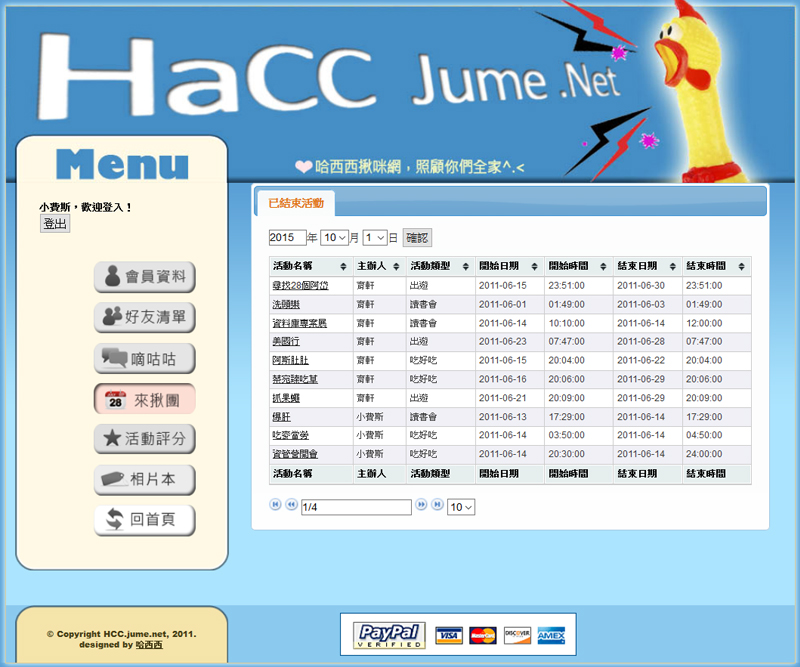 HaCC Jume .Net
哈西西揪咪網，照顧你們全家^.<
Menu
小費斯，歡迎登入！
登出
會員資料
好友清單
嘀咕咕
28 來揪團
活動評分
相片本
回首頁
已結束活動
2015 年 10 月 1 日 確認
活動名稱 主辦人 活動類型 開始日期 開始時間 結束日期 結束時間
尋找28個阿岱 育軒 出遊 2011-06-15 23:51:00 2011-06-30 23:51:00
洗頭啦 育軒 讀書會 2011-06-01 01:49:00 2011-06-03 01:49:00
資料庫專案展 育軒 讀書會 2011-06-14 10:10:00 2011-06-14 12:00:00
美國行 育軒 出遊 2011-06-23 07:47:00 2011-06-28 07:47:00
阿斯肚肚 育軒 吃好吃 2011-06-15 20:04:00 2011-06-22 20:04:00
育軒 吃好吃 2011-06-16 20:06:00 2011-06-29 20:06:00
抓果蠅 育軒 出遊 2011-06-21 20:09:00 2011-06-29 20:09:00
爆肝 小費斯 讀書會 2011-06-13 17:29:00 2011-06-14 17:29:00
吃麥當勞 小費斯 吃好吃 2011-06-14 03:50:00 2011-06-14 04:50:00
資管營開會 小費斯 吃好吃 2011-06-14 20:30:00 2011-06-14 24:00:00
活動名稱 主辦人 活動類型 開始日期 開始時間 結束日期 結束時間
1/4 10
© Copyright HCC.jume.net, 2011.
designed by 哈西西
PayPal
VERIFIED
VISA MasterCard DISCOVER AMEX